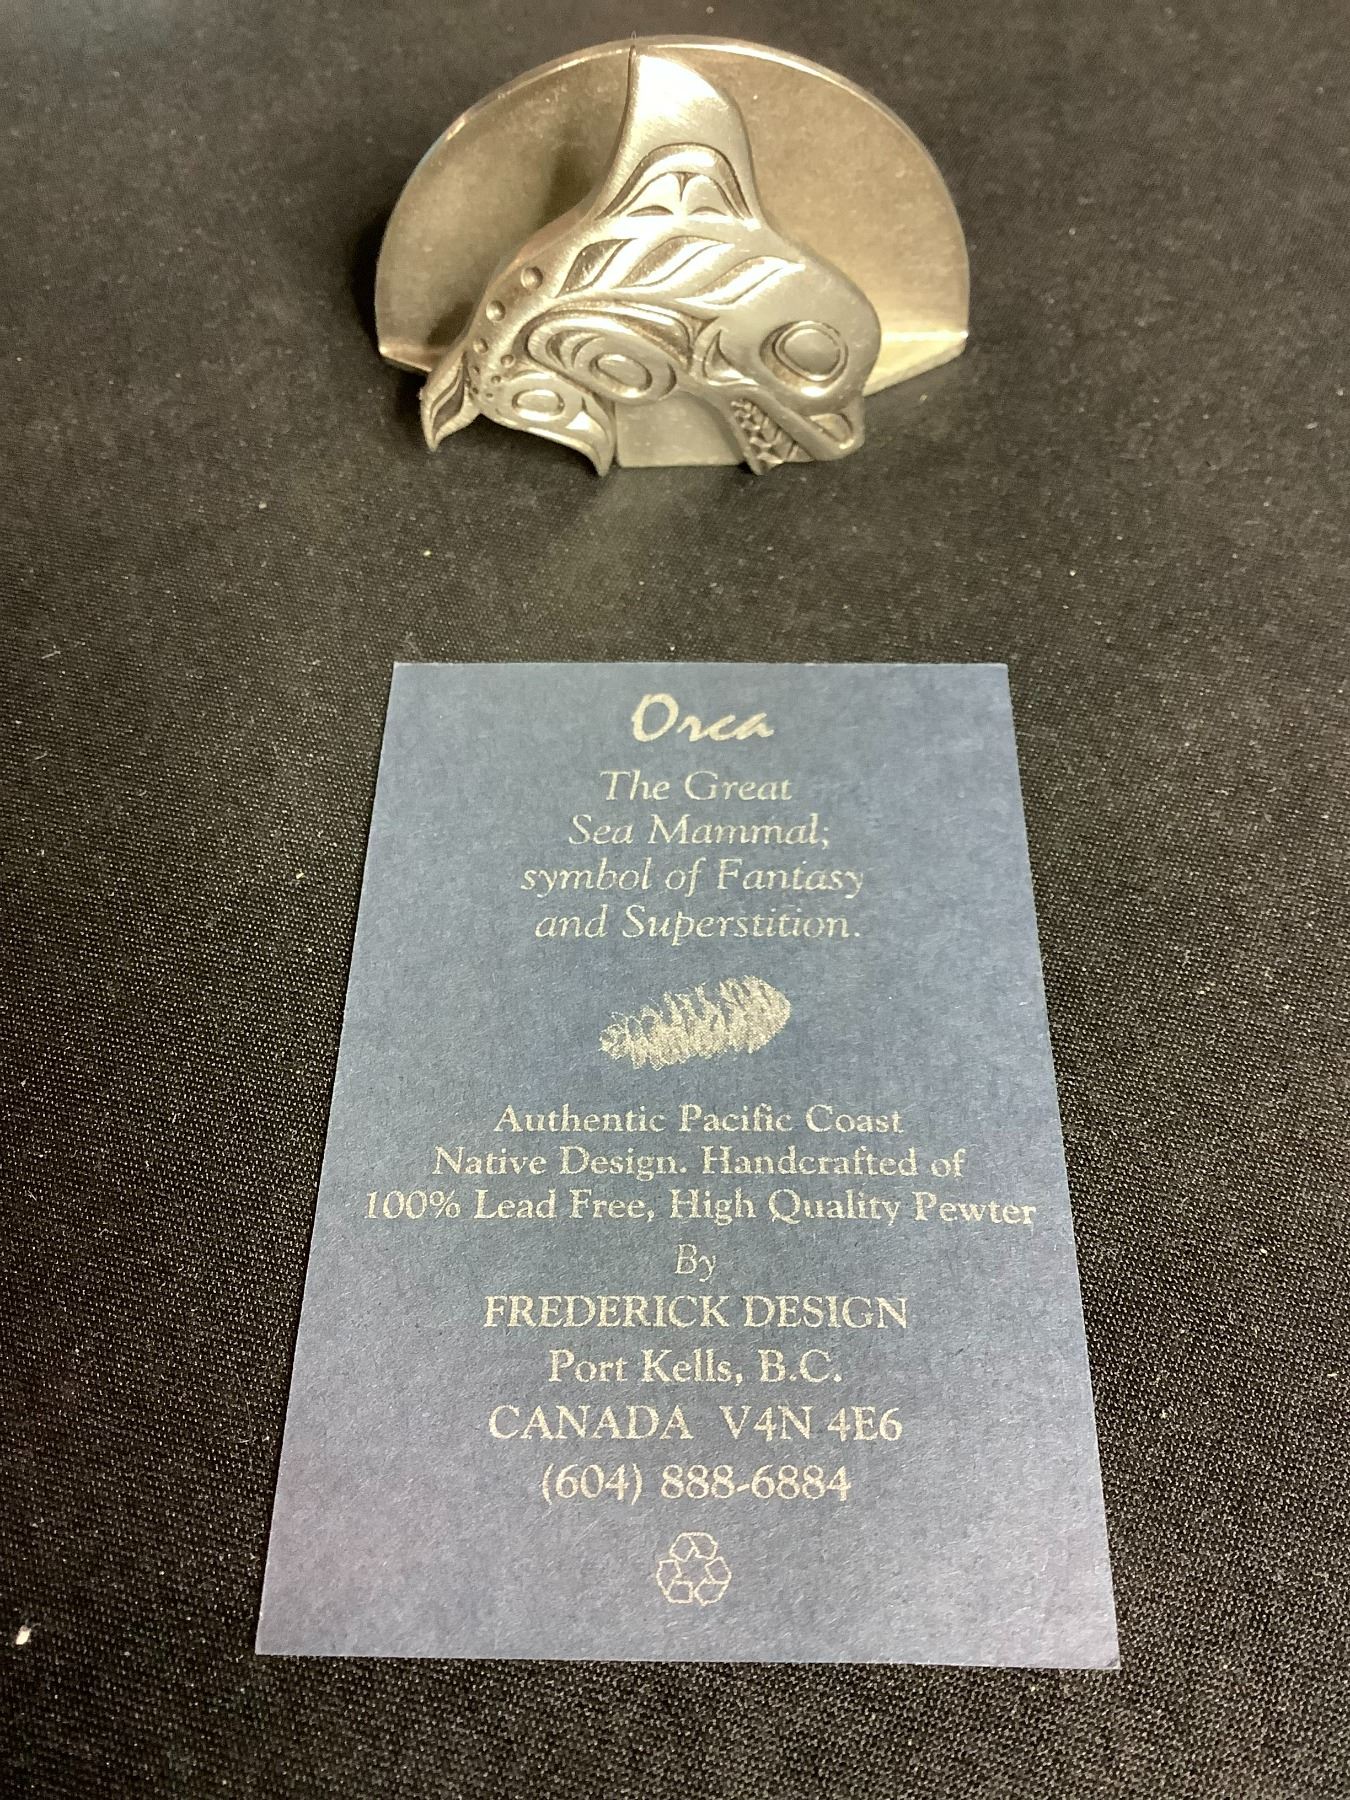 Orca
The Great
Sea Mammal;
symbol of Fantasy
and Superstition.
Authentic Pacific Coast
Native Design. Handcrafted of
100% Lead Free, High Quality Pewter
By
FREDERICK DESIGN
Port Kells, B.C.
CANADA V4N 4E6
(604) 888-6884